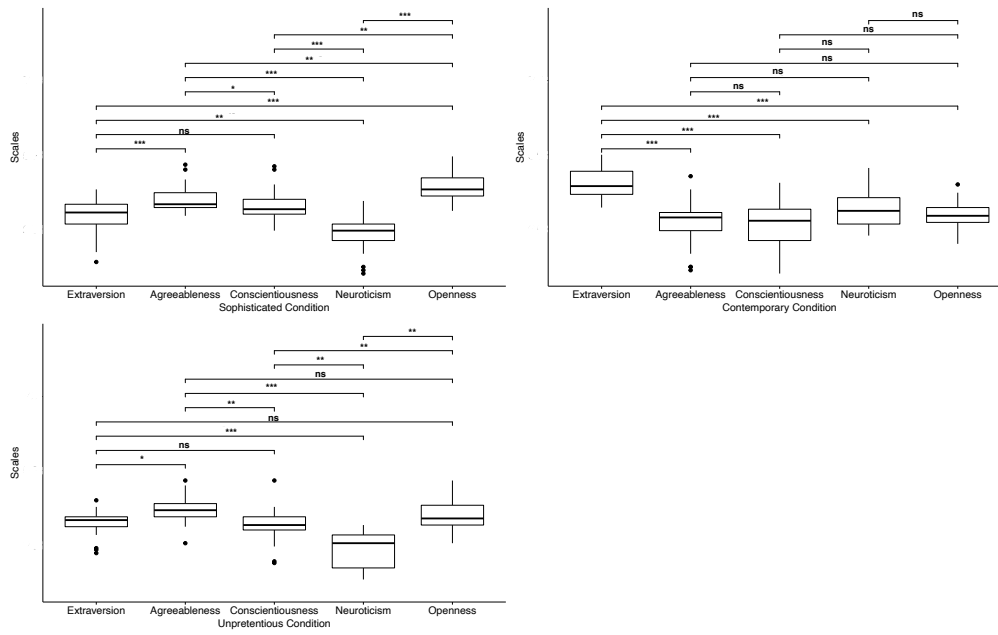 ***
**
***
**
***
*
***
**
ns
***
Scales
Extraversion Agreeableness Conscientiousness Neuroticism Openness
Sophisticated Condition
ns
ns
ns
ns
ns
ns
***
***
***
***
Scales
Extraversion Agreeableness Conscientiousness Neuroticism Openness
Contemporary Condition
**
**
**
ns
***
**
ns
***
ns
*
Scales
Extraversion Agreeableness Conscientiousness Neuroticism Openness
Unpretentious Condition